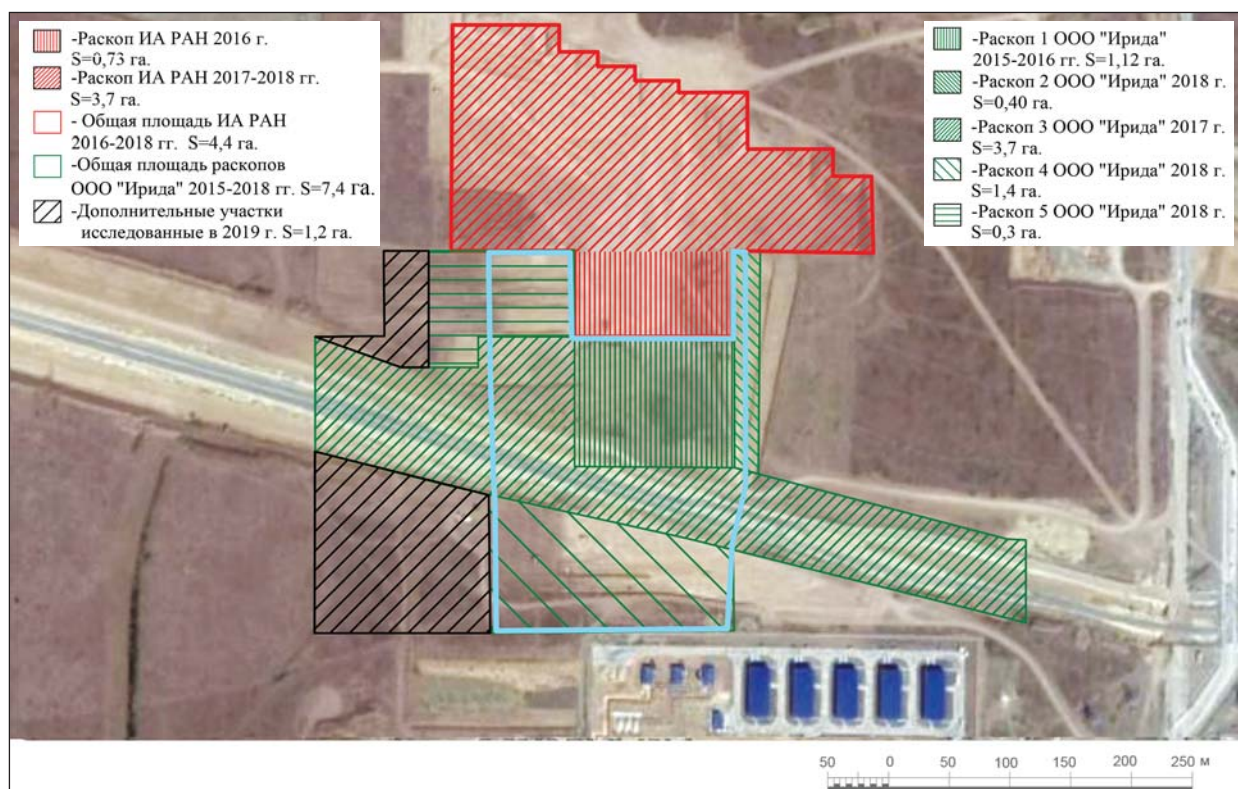 -Раскоп ИА РАН 2016 г.
S=0,73 га.
-Раскоп ИА РАН 2017-2018 гг.
S=3,7 га.
- Общая площадь ИА РАН
2016-2018 гг. S=4,4 га.
-Общая площадь раскопов
ООО "Ирида" 2015-2018 гг. S=7,4 га.
-Дополнительные участки
исследованные в 2019 г. S=1,2 га.
-Раскоп 1 ООО "Ирида"
2015-2016 гг. S=1,12 га.
-Раскоп 2 ООО "Ирида" 2018 г.
S=0,40 га.
-Раскоп 3 ООО "Ирида" 2017 г.
S=3,7 га.
-Раскоп 4 ООО "Ирида" 2018 г.
S=1,4 га.
-Раскоп 5 ООО "Ирида" 2018 г.
S=0,3 га.
50 0 50 100 150 200 250 м